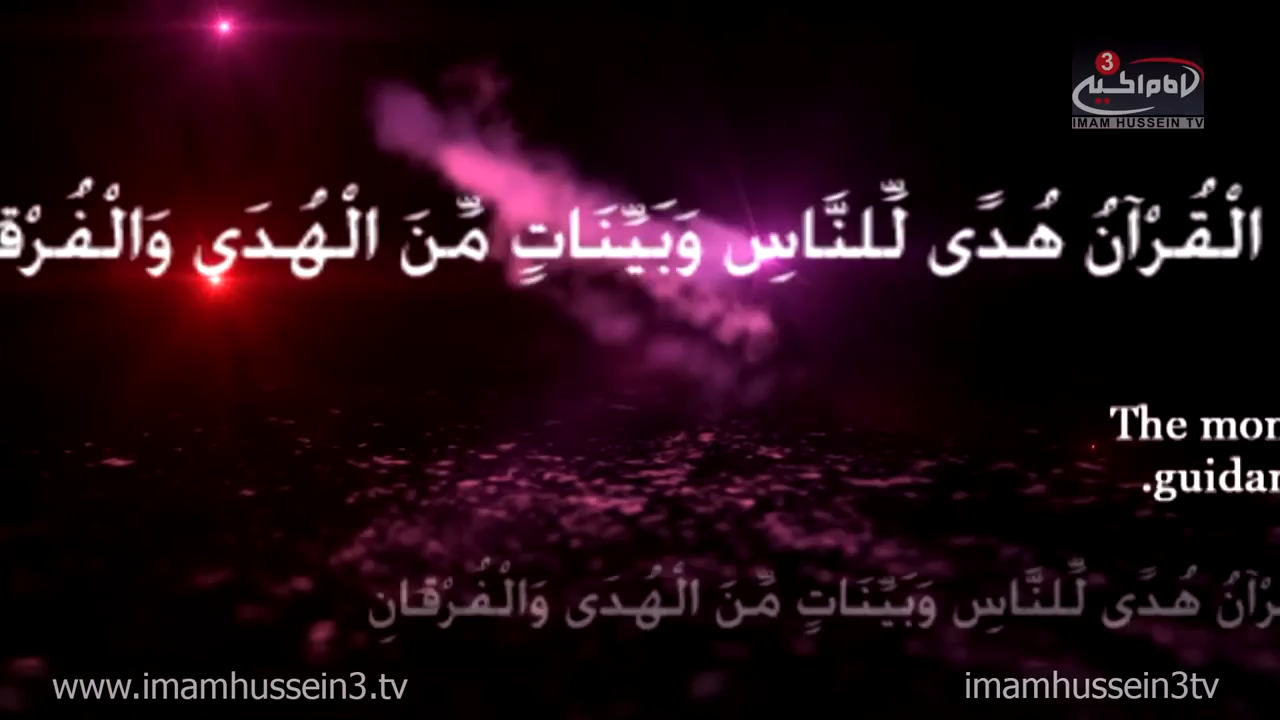 3
IMAM HUSSEIN TV
الْقُرْآنُ هُدًى لِّلنَّاسِ وَبَيِّنَاتٍ مِّنَ الْهُدَي وَالْفُرْق
The mon
.guidan
رْآنُ هُدًى لِّلنَّاسِ وَبَيِّنَاتٍ مِّنَ الْهُدَى وَالْفُرْقَانِ
www.imamhussein3.tv
imamhussein3tv